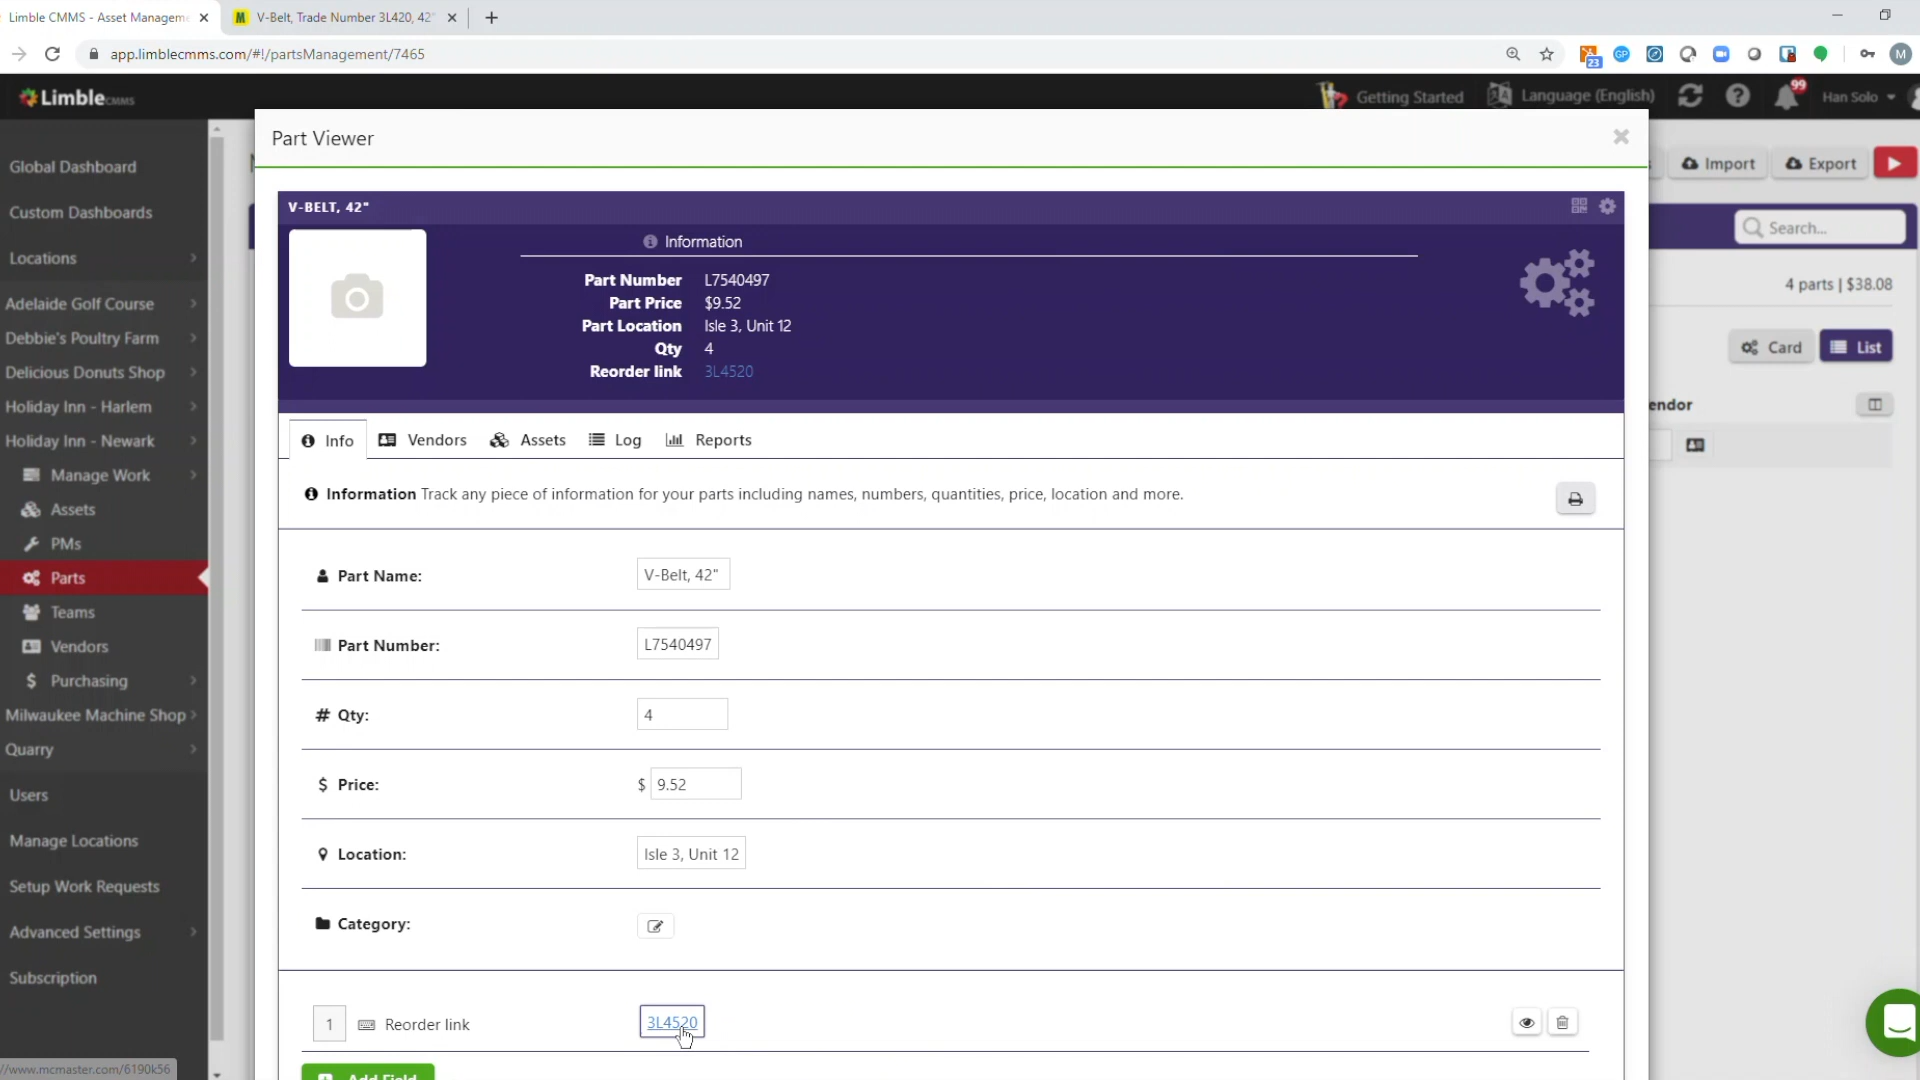 Limble CMMS - Asset Managem
V-Belt, Trade Number 3L420, 42"
app.limblecmms.com/#!/partsManagement/7465
23
GP
M
LimbleCMMS
Getting Started
Language (English)
99
Han Solo
Part Viewer
Global Dashboard
Custom Dashboards
Locations
Adelaide Golf Course
Debbie's Poultry Farm
Delicious Donuts Shop
Holiday Inn - Harlem
Holiday Inn - Newark
Manage Work
Assets
PMs
Parts
Teams
Vendors
Purchasing
Milwaukee Machine Shop
Quarry
Users
Manage Locations
Setup Work Requests
Advanced Settings
Subscription
Import
Export
Search...
4 parts | $38.08
Card
List
endor
V-BELT, 42"
Information
Part Number L7540497
Part Price $9.52
Part Location Isle 3, Unit 12
Qty 4
Reorder link 3L4520
Info
Vendors
Assets
Log
Reports
Information Track any piece of information for your parts including names, numbers, quantities, price, location and more.
Part Name: V-Belt, 42"
Part Number: L7540497
# Qty: 4
$ Price: $ 9.52
Location: Isle 3, Unit 12
Category:
1 Reorder link 3L4520
Add Field
//www.mcmaster.com/6190k56